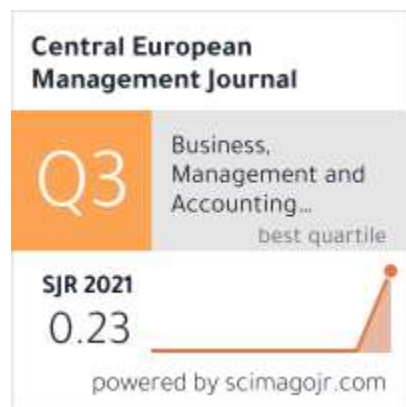 Central European
Management Journal
Q3
Business,
Management and
Accounting...
best quartile
SJR 2021
0.23
powered by scimagojr.com